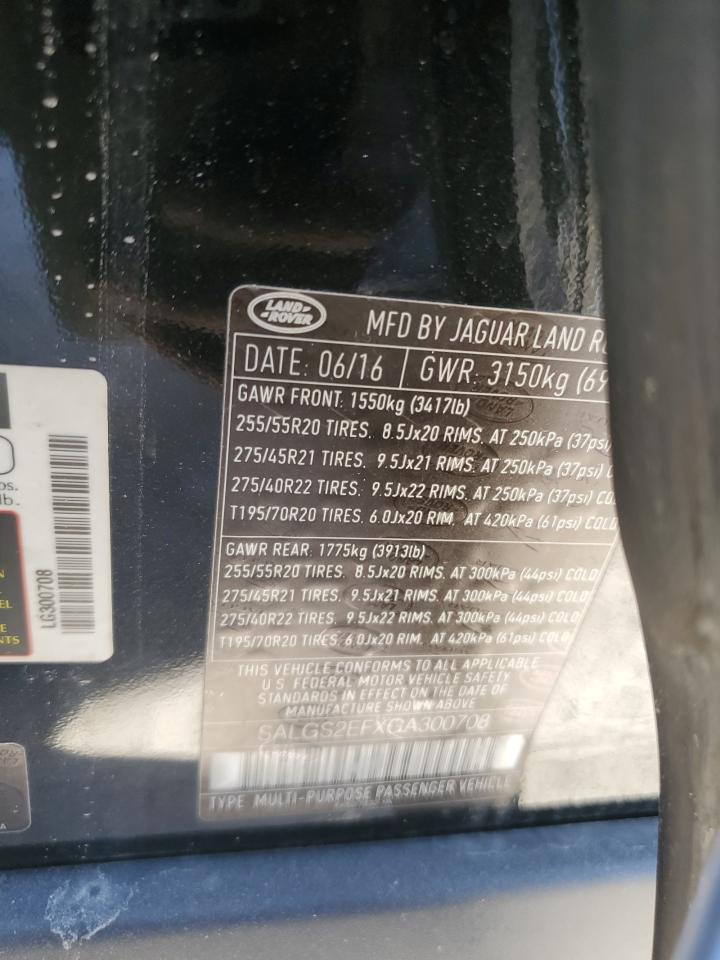 LAND ROVER
MFD BY JAGUAR LAND
DATE: 06/16 GWR: 3150kg
GAWR FRONT: 1550kg (3417lb)
255/55R20 TIRES. 8.5Jx20 RIMS. AT 250kPa (37psi)
275/45R21 TIRES. 9.5Jx21 RIMS. AT 250kPa (37psi)
275/40R22 TIRES. 9.5Jx22 RIMS. AT 250kPa (37psi)
T195/70R20 TIRES. 6.0Jx20 RIM. AT 420kPa (61psi) COLD
GAWR REAR: 1775kg (3913lb)
255/55R20 TIRES. 8.5Jx20 RIMS. AT 300kPa (44psi) COLD
275/45R21 TIRES. 9.5Jx21 RIMS. AT 300kPa (44psi) COLD
275/40R22 TIRES. 9.5Jx22 RIMS. AT 300kPa (44psi) COLD
T195/70R20 TIRES. 6.0Jx20 RIM. AT 420kPa (61psi) COLD
THIS VEHICLE CONFORMS TO ALL APPLICABLE
U.S. FEDERAL MOTOR VEHICLE SAFETY
STANDARDS IN EFFECT ON THE DATE OF
MANUFACTURE SHOWN ABOVE
SALGS2EFXGA300708
TYPE MULTI-PURPOSE PASSENGER VEHICLE
lb.
LG300708